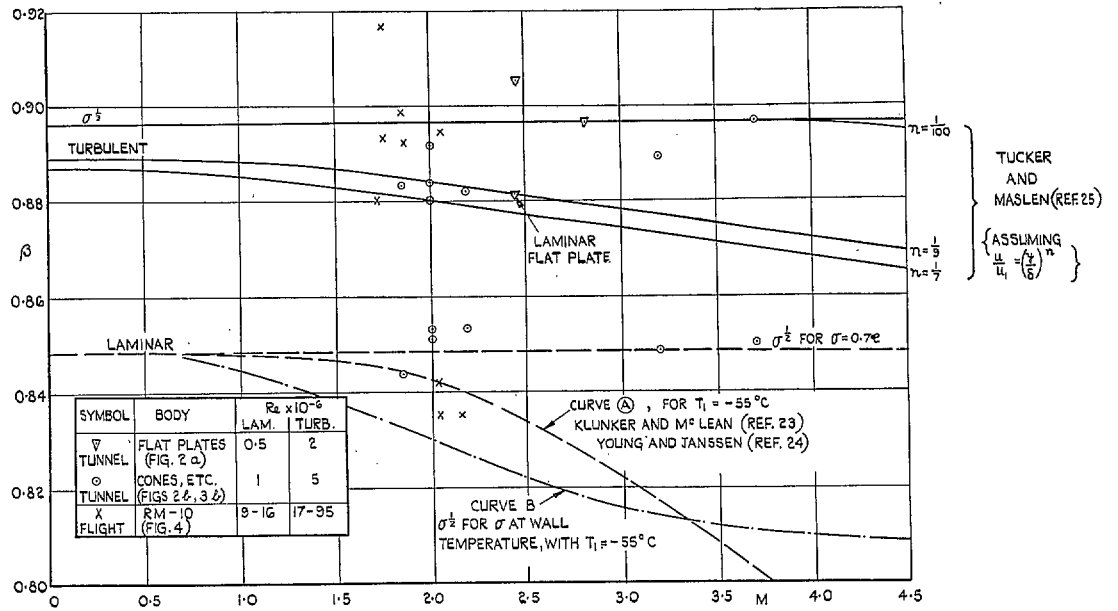 0.92
0.90
0.88
β
0.86
0.84
0.82
0.80
σ^½
TURBULENT
LAMINAR
FLAT PLATE
LAMINAR
n=1/100
n=1/9
n=1/7
TUCKER
AND
MASLEN (REF. 25)
{ASSUMING
u/u₁ = (y/δ)ⁿ}
σ^½ FOR σ=0.72
CURVE Ⓐ, FOR T₁ = -55°C
KLUNKER AND McLEAN (REF. 23)
YOUNG AND JANSSEN (REF. 24)
CURVE B
σ^½ FOR σ AT WALL
TEMPERATURE, WITH T₁ = -55°C
SYMBOL BODY Re x10⁻⁶
LAM. TURB.
▽ FLAT PLATES 0.5 2
TUNNEL (FIG. 2 a)
⊙ CONES, ETC. 1 5
TUNNEL (FIGS 2 b, 3 b)
X RM-10 9-16 17-95
FLIGHT (FIG. 4)
0 0.5 1.0 1.5 2.0 2.5 3.0 3.5 M 4.0 4.5